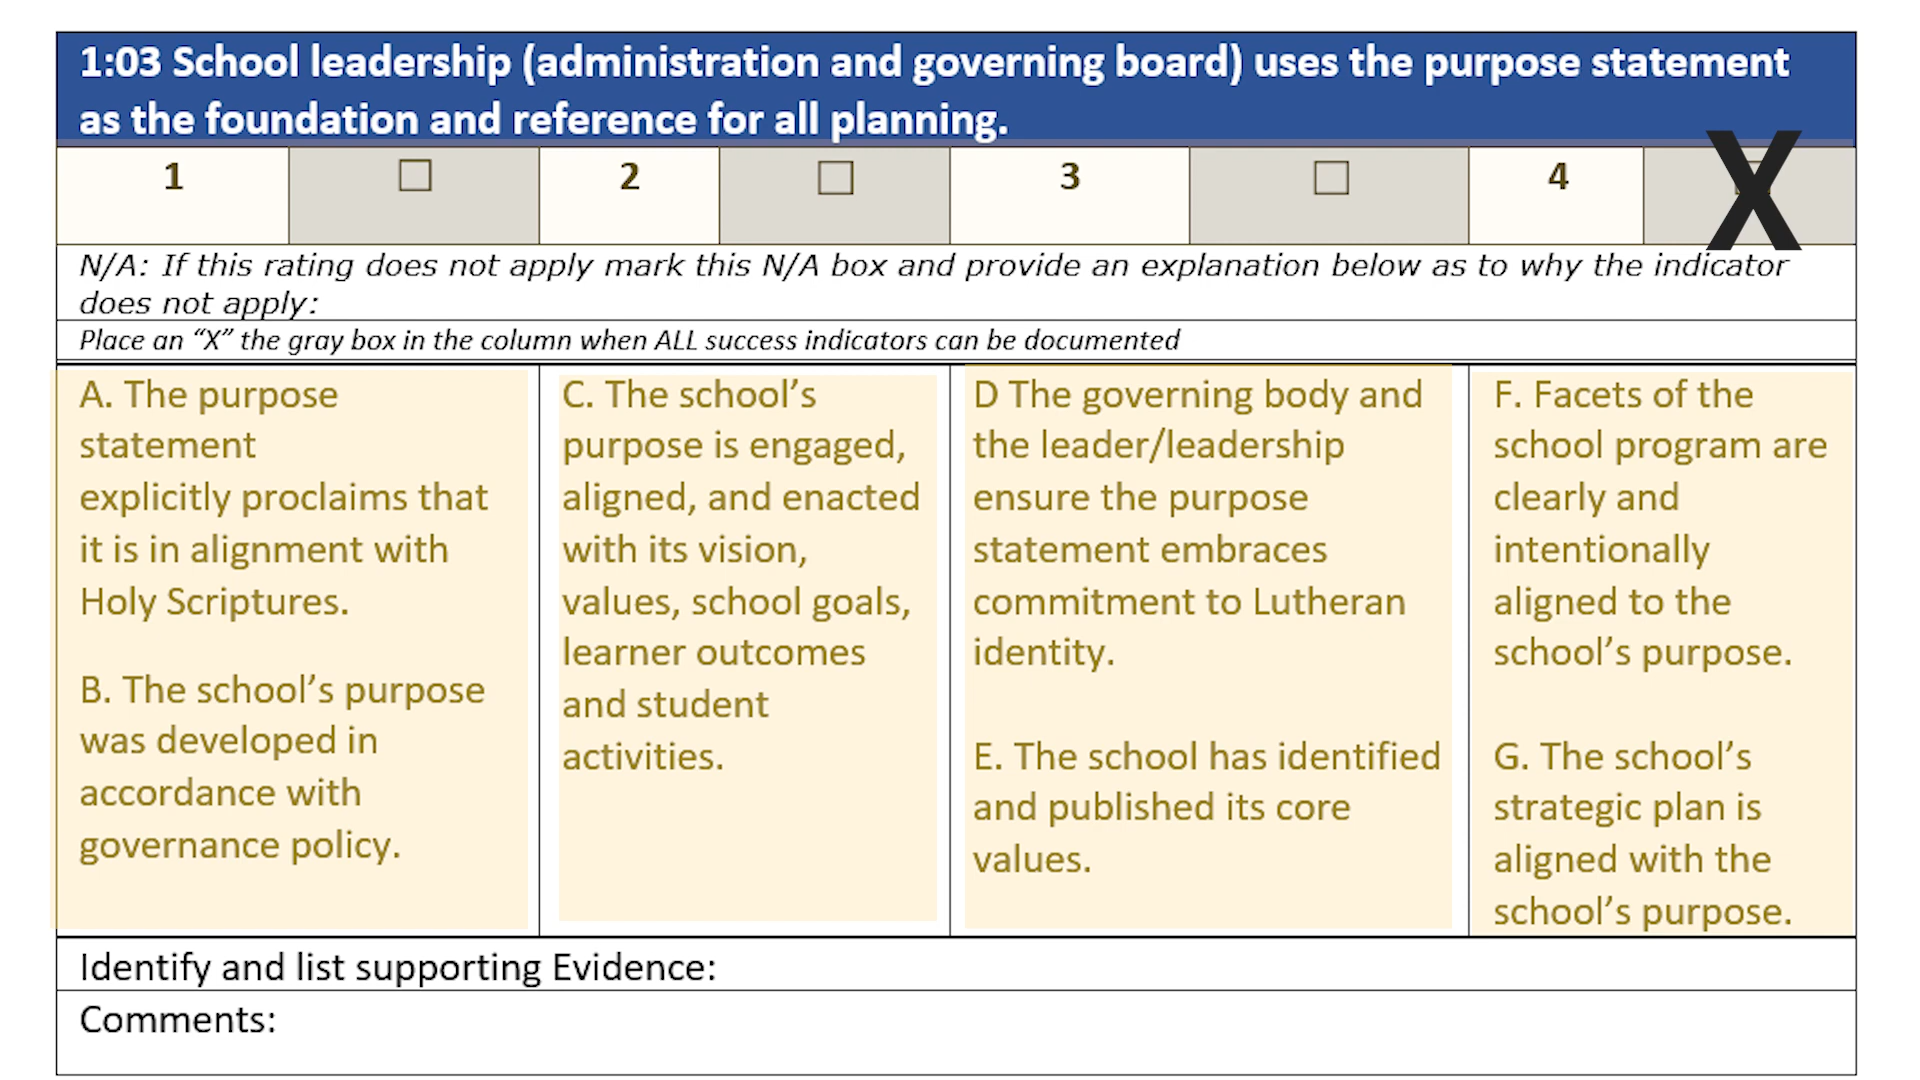 1:03 School leadership (administration and governing board) uses the purpose statement
as the foundation and reference for all planning.
1 ☐ 2 ☐ 3 ☐ 4 X
N/A: If this rating does not apply mark this N/A box and provide an explanation below as to why the indicator
does not apply:
Place an “X” the gray box in the column when ALL success indicators can be documented
A. The purpose
statement
explicitly proclaims that
it is in alignment with
Holy Scriptures.
B. The school’s purpose
was developed in
accordance with
governance policy.
C. The school’s
purpose is engaged,
aligned, and enacted
with its vision,
values, school goals,
learner outcomes
and student
activities.
D The governing body and
the leader/leadership
ensure the purpose
statement embraces
commitment to Lutheran
identity.
E. The school has identified
and published its core
values.
F. Facets of the
school program are
clearly and
intentionally
aligned to the
school’s purpose.
G. The school’s
strategic plan is
aligned with the
school’s purpose.
Identify and list supporting Evidence:
Comments: